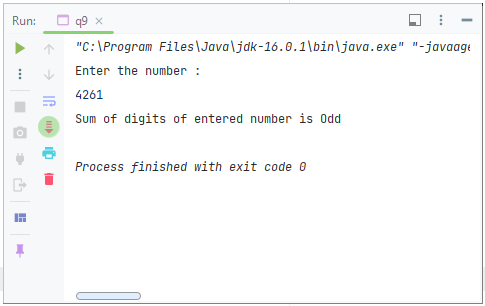 Run: q9
"C:\Program Files\Java\jdk-16.0.1\bin\java.exe" "-javaage
Enter the number :
4261
Sum of digits of entered number is Odd
Process finished with exit code 0